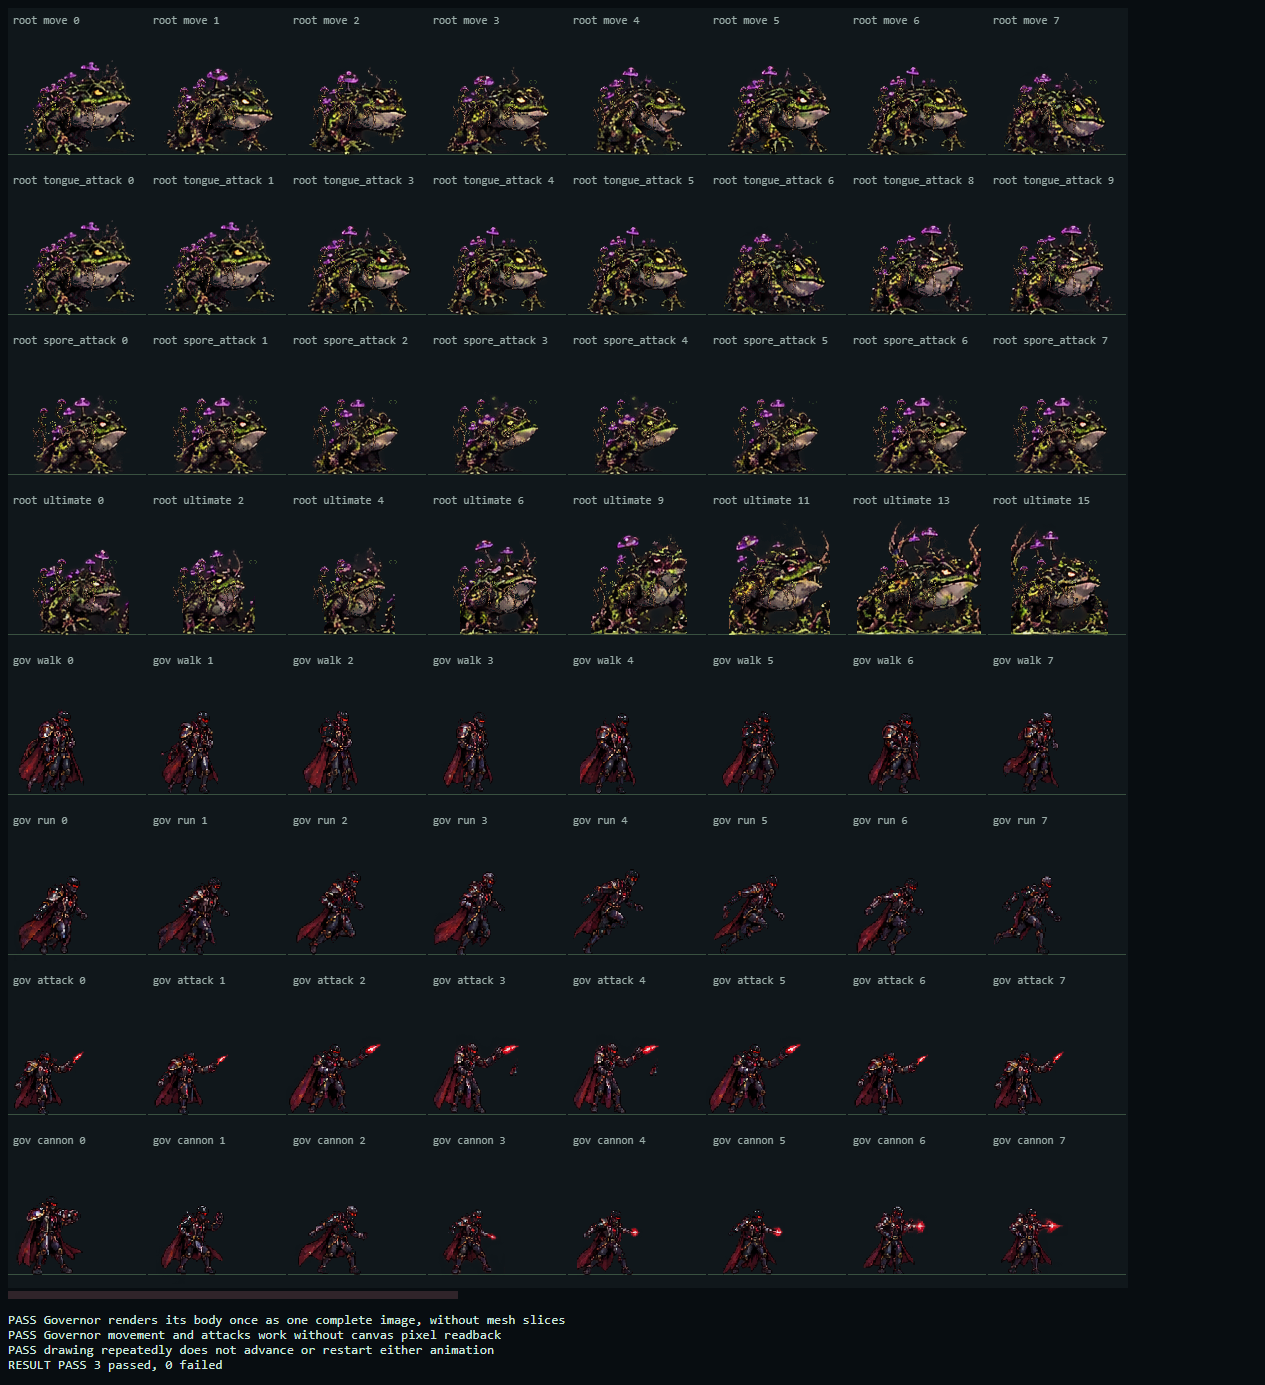 root move 0 root move 1 root move 2 root move 3 root move 4 root move 5 root move 6 root move 7
root tongue_attack 0 root tongue_attack 1 root tongue_attack 3 root tongue_attack 4 root tongue_attack 5 root tongue_attack 6 root tongue_attack 8 root tongue_attack 9
root spore_attack 0 root spore_attack 1 root spore_attack 2 root spore_attack 3 root spore_attack 4 root spore_attack 5 root spore_attack 6 root spore_attack 7
root ultimate 0 root ultimate 2 root ultimate 4 root ultimate 6 root ultimate 9 root ultimate 11 root ultimate 13 root ultimate 15
gov walk 0 gov walk 1 gov walk 2 gov walk 3 gov walk 4 gov walk 5 gov walk 6 gov walk 7
gov run 0 gov run 1 gov run 2 gov run 3 gov run 4 gov run 5 gov run 6 gov run 7
gov attack 0 gov attack 1 gov attack 2 gov attack 3 gov attack 4 gov attack 5 gov attack 6 gov attack 7
gov cannon 0 gov cannon 1 gov cannon 2 gov cannon 3 gov cannon 4 gov cannon 5 gov cannon 6 gov cannon 7
PASS Governor renders its body once as one complete image, without mesh slices
PASS Governor movement and attacks work without canvas pixel readback
PASS drawing repeatedly does not advance or restart either animation
RESULT PASS 3 passed, 0 failed